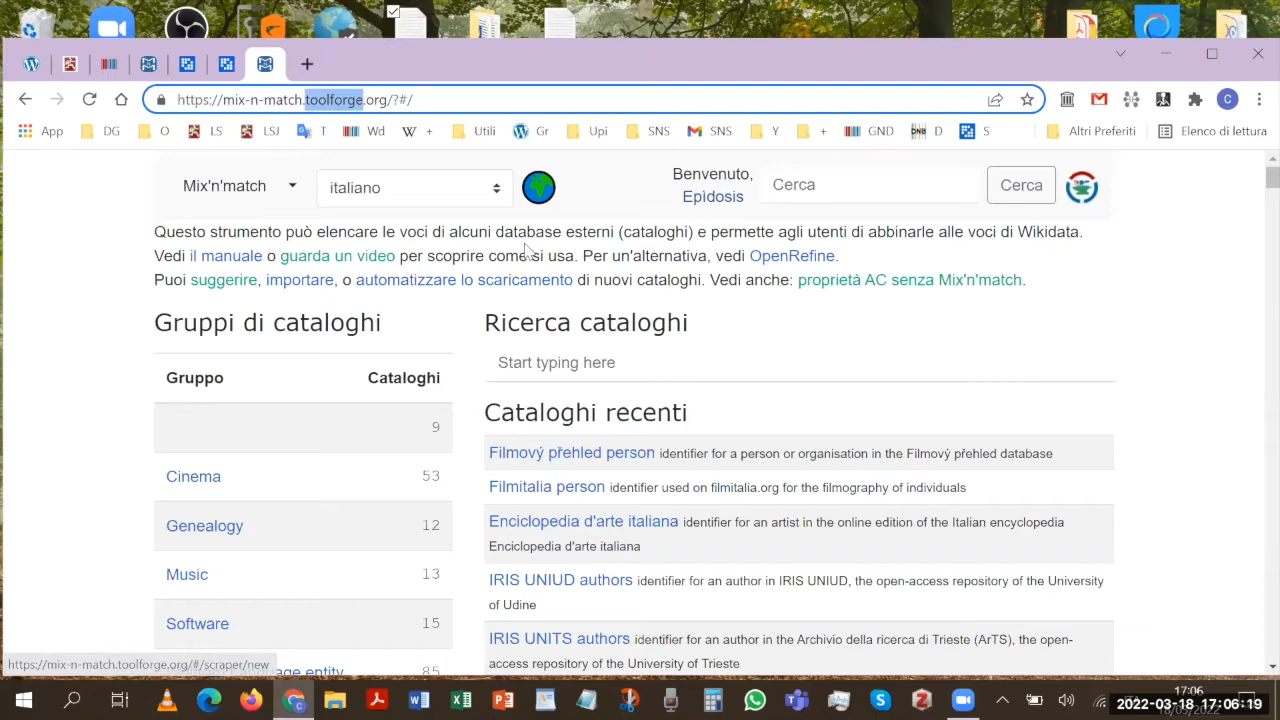 https://mix-n-match.toolforge.org/?#/
App DG O LS LSJ T Wd + Utili Gr Upi SNS SNS Y + GND D S Altri Preferiti Elenco di lettura
Mix'n'match italiano Benvenuto, Epìdosis Cerca Cerca
Questo strumento può elencare le voci di alcuni database esterni (cataloghi) e permette agli utenti di abbinarle alle voci di Wikidata.
Vedi il manuale o guarda un video per scoprire come si usa. Per un'alternativa, vedi OpenRefine.
Puoi suggerire, importare, o automatizzare lo scaricamento di nuovi cataloghi. Vedi anche: proprietà AC senza Mix'n'match.
Gruppi di cataloghi
Gruppo Cataloghi
9
Cinema 53
Genealogy 12
Music 13
Software 15
85
Ricerca cataloghi
Start typing here
Cataloghi recenti
Filmový přehled person identifier for a person or organisation in the Filmový přehled database
Filmitalia person identifier used on filmitalia.org for the filmography of individuals
Enciclopedia d'arte italiana identifier for an artist in the online edition of the Italian encyclopedia
Enciclopedia d'arte italiana
IRIS UNIUD authors identifier for an author in IRIS UNIUD, the open-access repository of the University
of Udine
IRIS UNITS authors identifier for an author in the Archivio della ricerca di Trieste (ArTS), the open-
access repository of the University of Trieste
https://mix-n-match.toolforge.org/#/scraper/new
17:06
2022-03-18 17:06:19